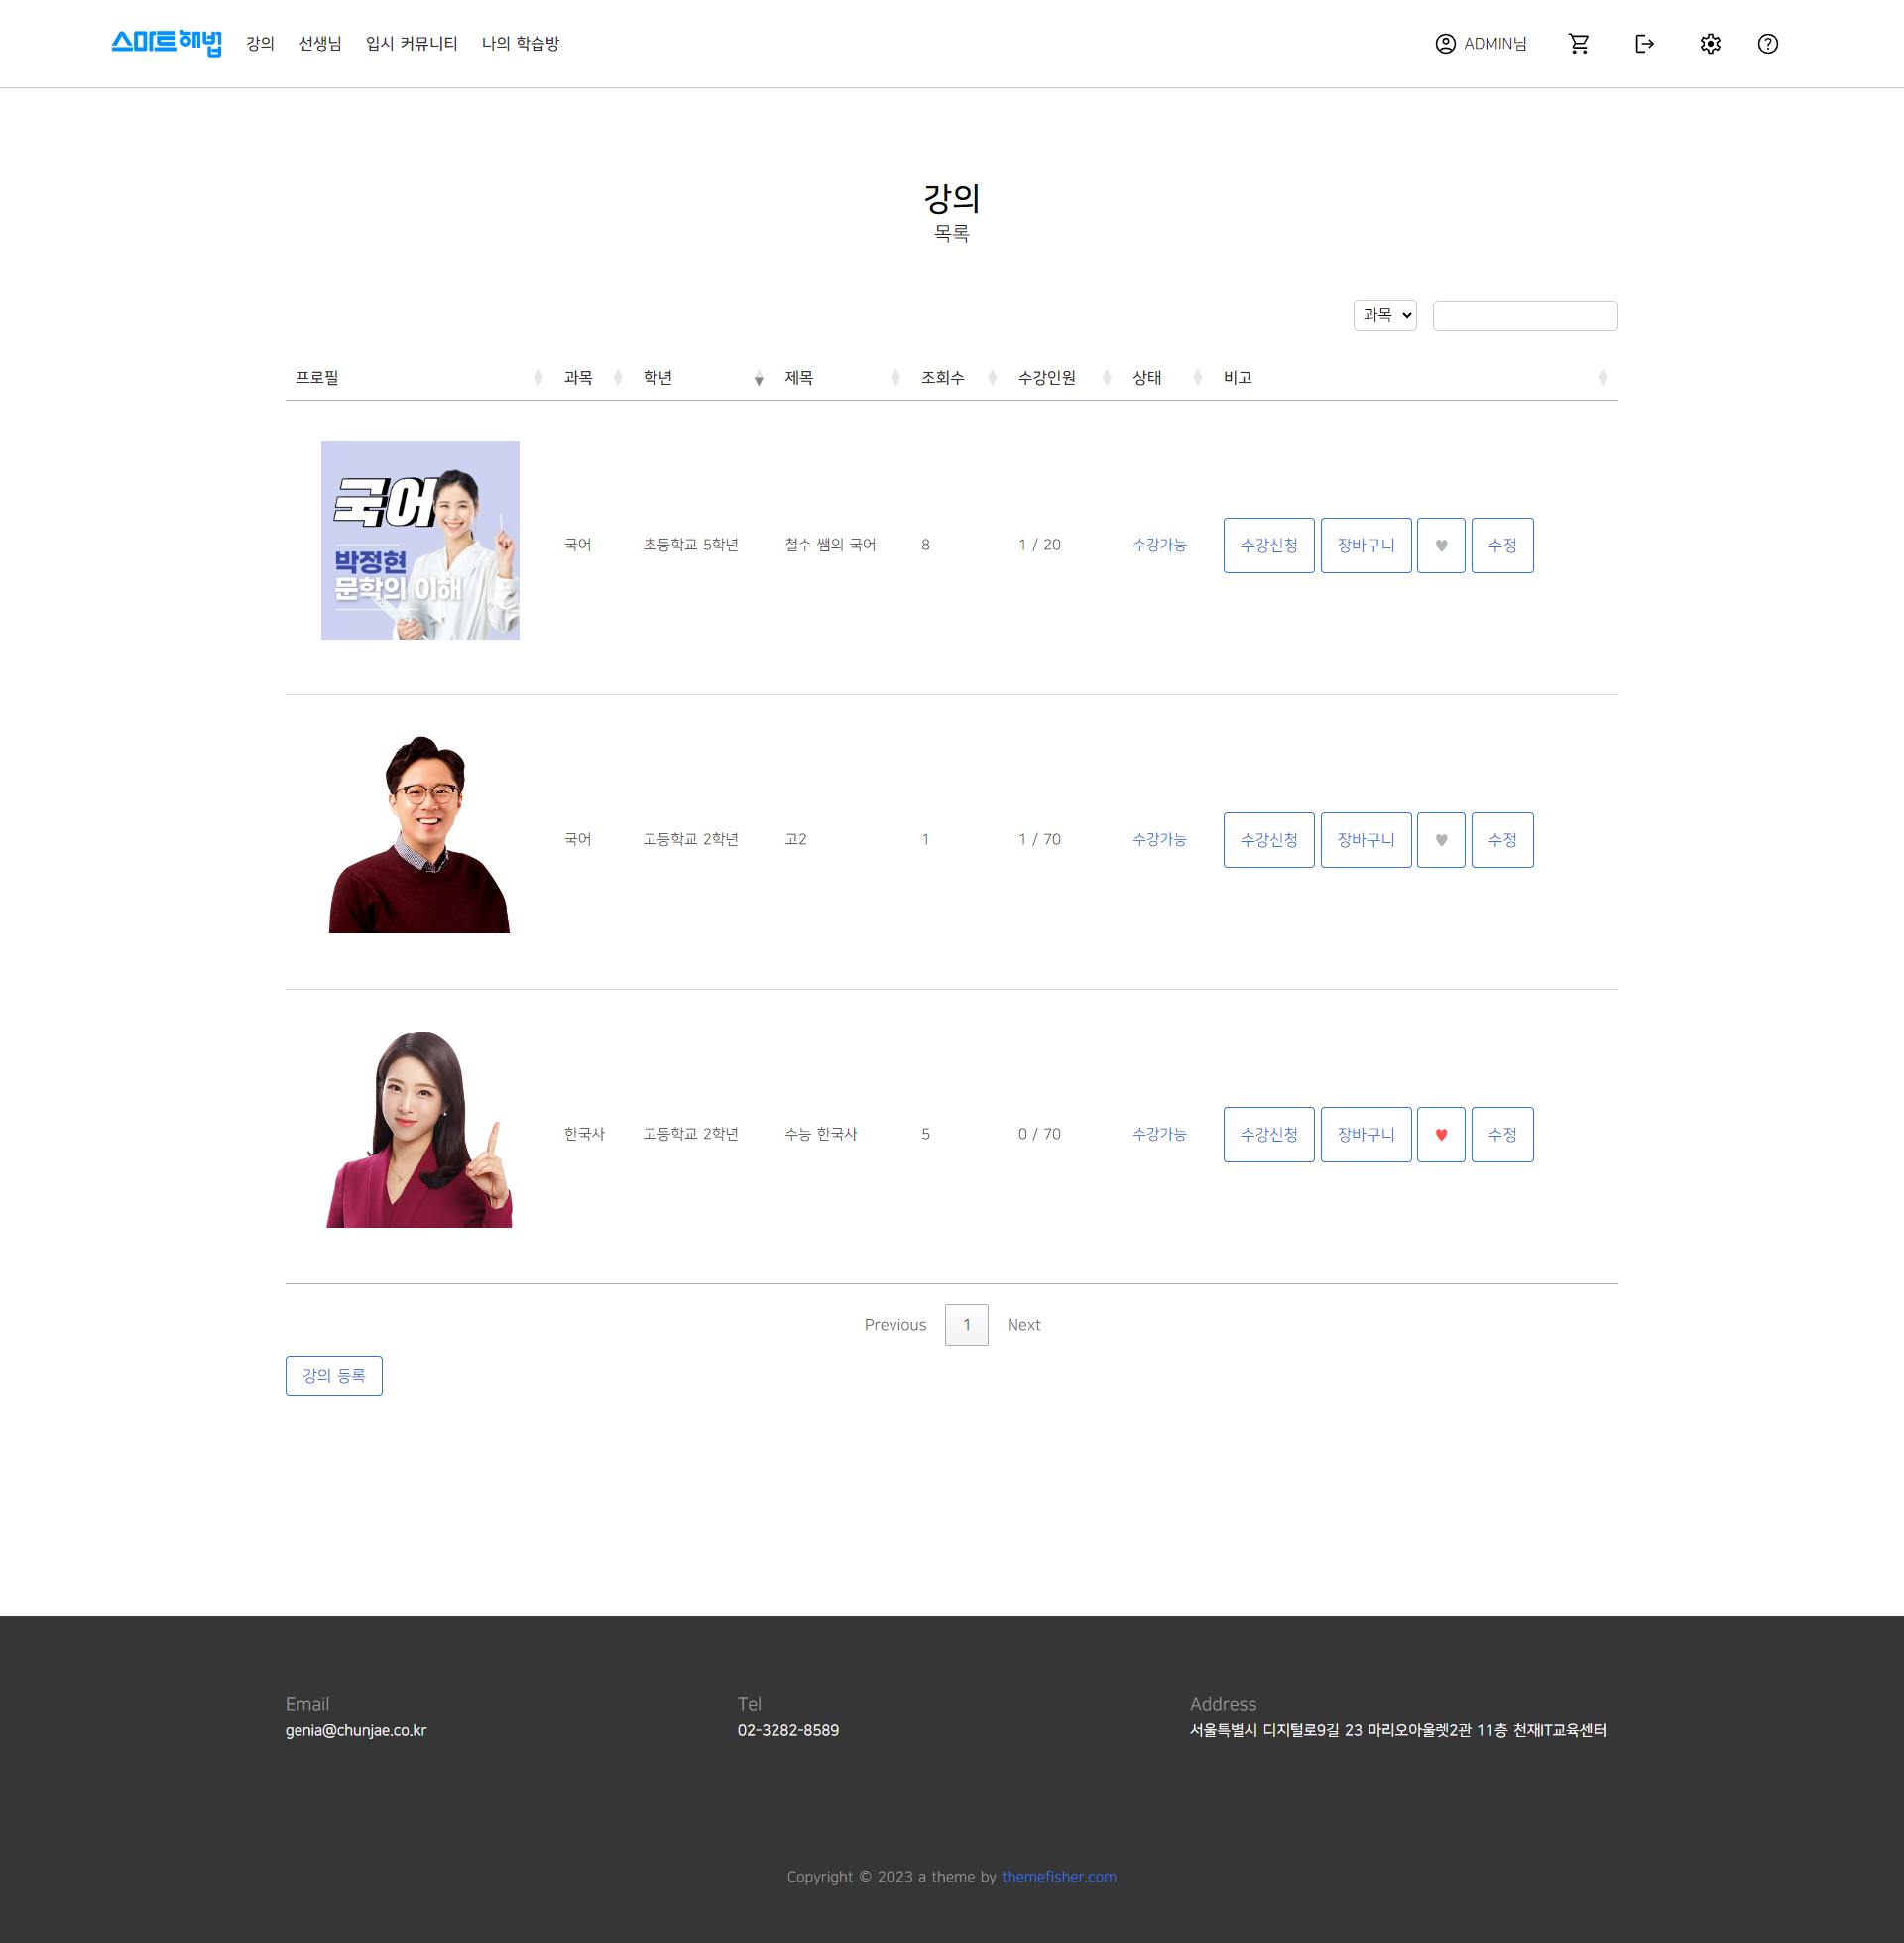 스마트해법 강의 선생님 입시 커뮤니티 나의 학습방 ADMIN님
강의
목록
과목
프로필 과목 학년 제목 조회수 수강인원 상태 비고
국어
박정현
문학의 이해
국어 초등학교 5학년 철수 쌤의 국어 8 1 / 20 수강가능 수강신청 장바구니 ♥ 수정
국어 고등학교 2학년 고2 1 1 / 70 수강가능 수강신청 장바구니 ♥ 수정
한국사 고등학교 2학년 수능 한국사 5 0 / 70 수강가능 수강신청 장바구니 ♥ 수정
Previous 1 Next
강의 등록
Email Tel Address
genia@chunjae.co.kr 02-3282-8589 서울특별시 디지털로9길 23 마리오아울렛2관 11층 천재IT교육센터
Copyright © 2023 a theme by themefisher.com